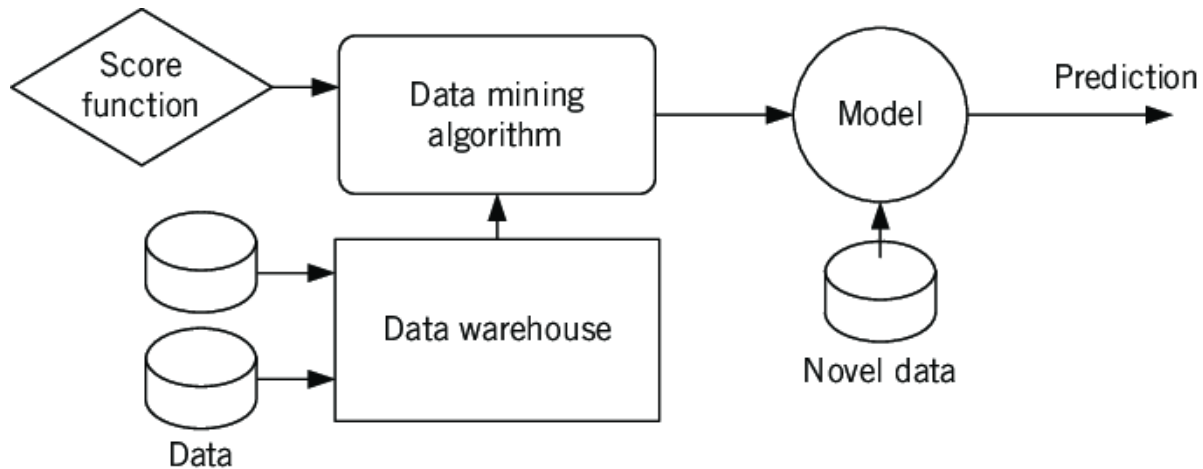 Score
function
Data mining
algorithm
Model
Prediction
Data warehouse
Novel data
Data